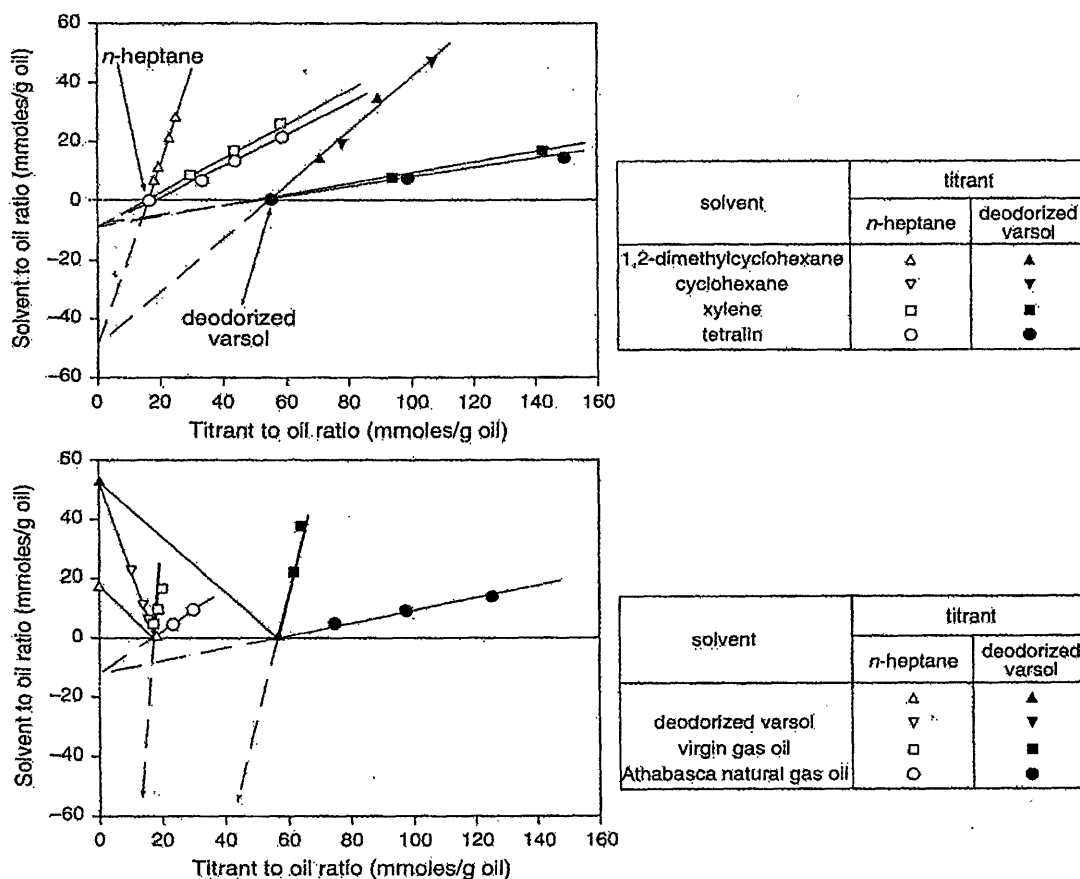 Solvent to oil ratio (mmoles/g oil)
60
40
20
0
−20
−40
−60
n-heptane
deodorized
varsol
0 20 40 60 80 100 120 140 160
Titrant to oil ratio (mmoles/g oil)
solvent
titrant
n-heptane
deodorized
varsol
1,2-dimethylcyclohexane
cyclohexane
xylene
tetralin
Solvent to oil ratio (mmoles/g oil)
60
40
20
0
−20
−40
−60
0 20 40 60 80 100 120 140 160
Titrant to oil ratio (mmoles/g oil)
solvent
titrant
n-heptane
deodorized
varsol
deodorized varsol
virgin gas oil
Athabasca natural gas oil